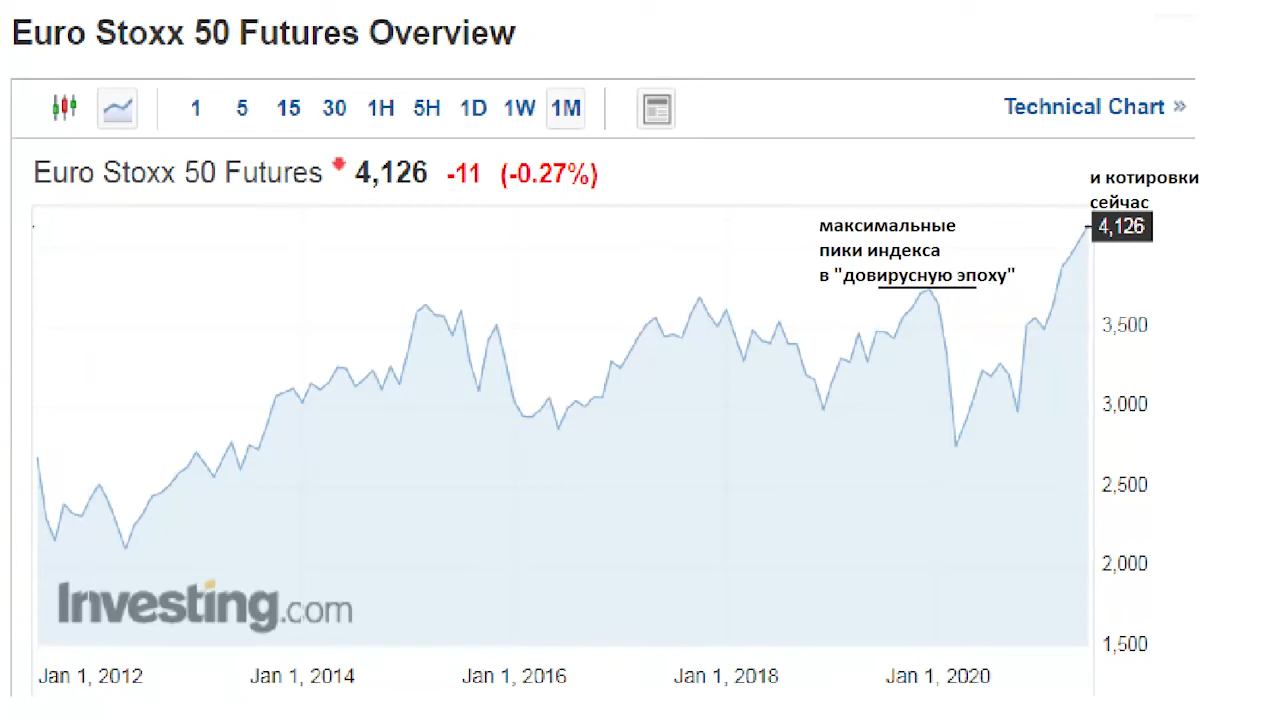 Euro Stoxx 50 Futures Overview
1 5 15 30 1H 5H 1D 1W 1M Technical Chart »
Euro Stoxx 50 Futures 4,126 -11 (-0.27%)
и котировки
сейчас
4,126
максимальные
пики индекса
в "довирусную эпоху"
3,500
3,000
2,500
2,000
1,500
Investing.com
Jan 1, 2012 Jan 1, 2014 Jan 1, 2016 Jan 1, 2018 Jan 1, 2020